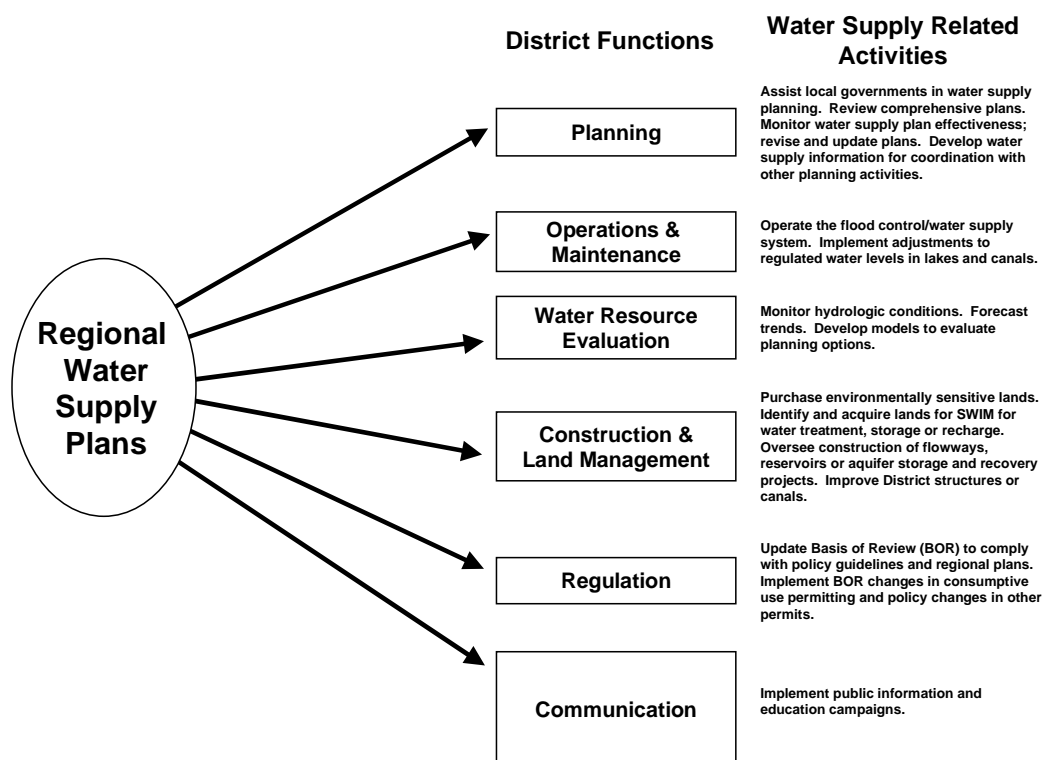 District Functions
Water Supply Related
Activities
Regional
Water
Supply
Plans
Planning
Assist local governments in water supply
planning.  Review comprehensive plans.
Monitor water supply plan effectiveness;
revise and update plans.  Develop water
supply information for coordination with
other planning activities.
Operations &
Maintenance
Operate the flood control/water supply
system.  Implement adjustments to
regulated water levels in lakes and canals.
Water Resource
Evaluation
Monitor hydrologic conditions.  Forecast
trends.  Develop models to evaluate
planning options.
Construction &
Land Management
Purchase environmentally sensitive lands.
Identify and acquire lands for SWIM for
water treatment, storage or recharge.
Oversee construction of flowways,
reservoirs or aquifer storage and recovery
projects.  Improve District structures or
canals.
Regulation
Update Basis of Review (BOR) to comply
with policy guidelines and regional plans.
Implement BOR changes in consumptive
use permitting and policy changes in other
permits.
Communication
Implement public information and
education campaigns.